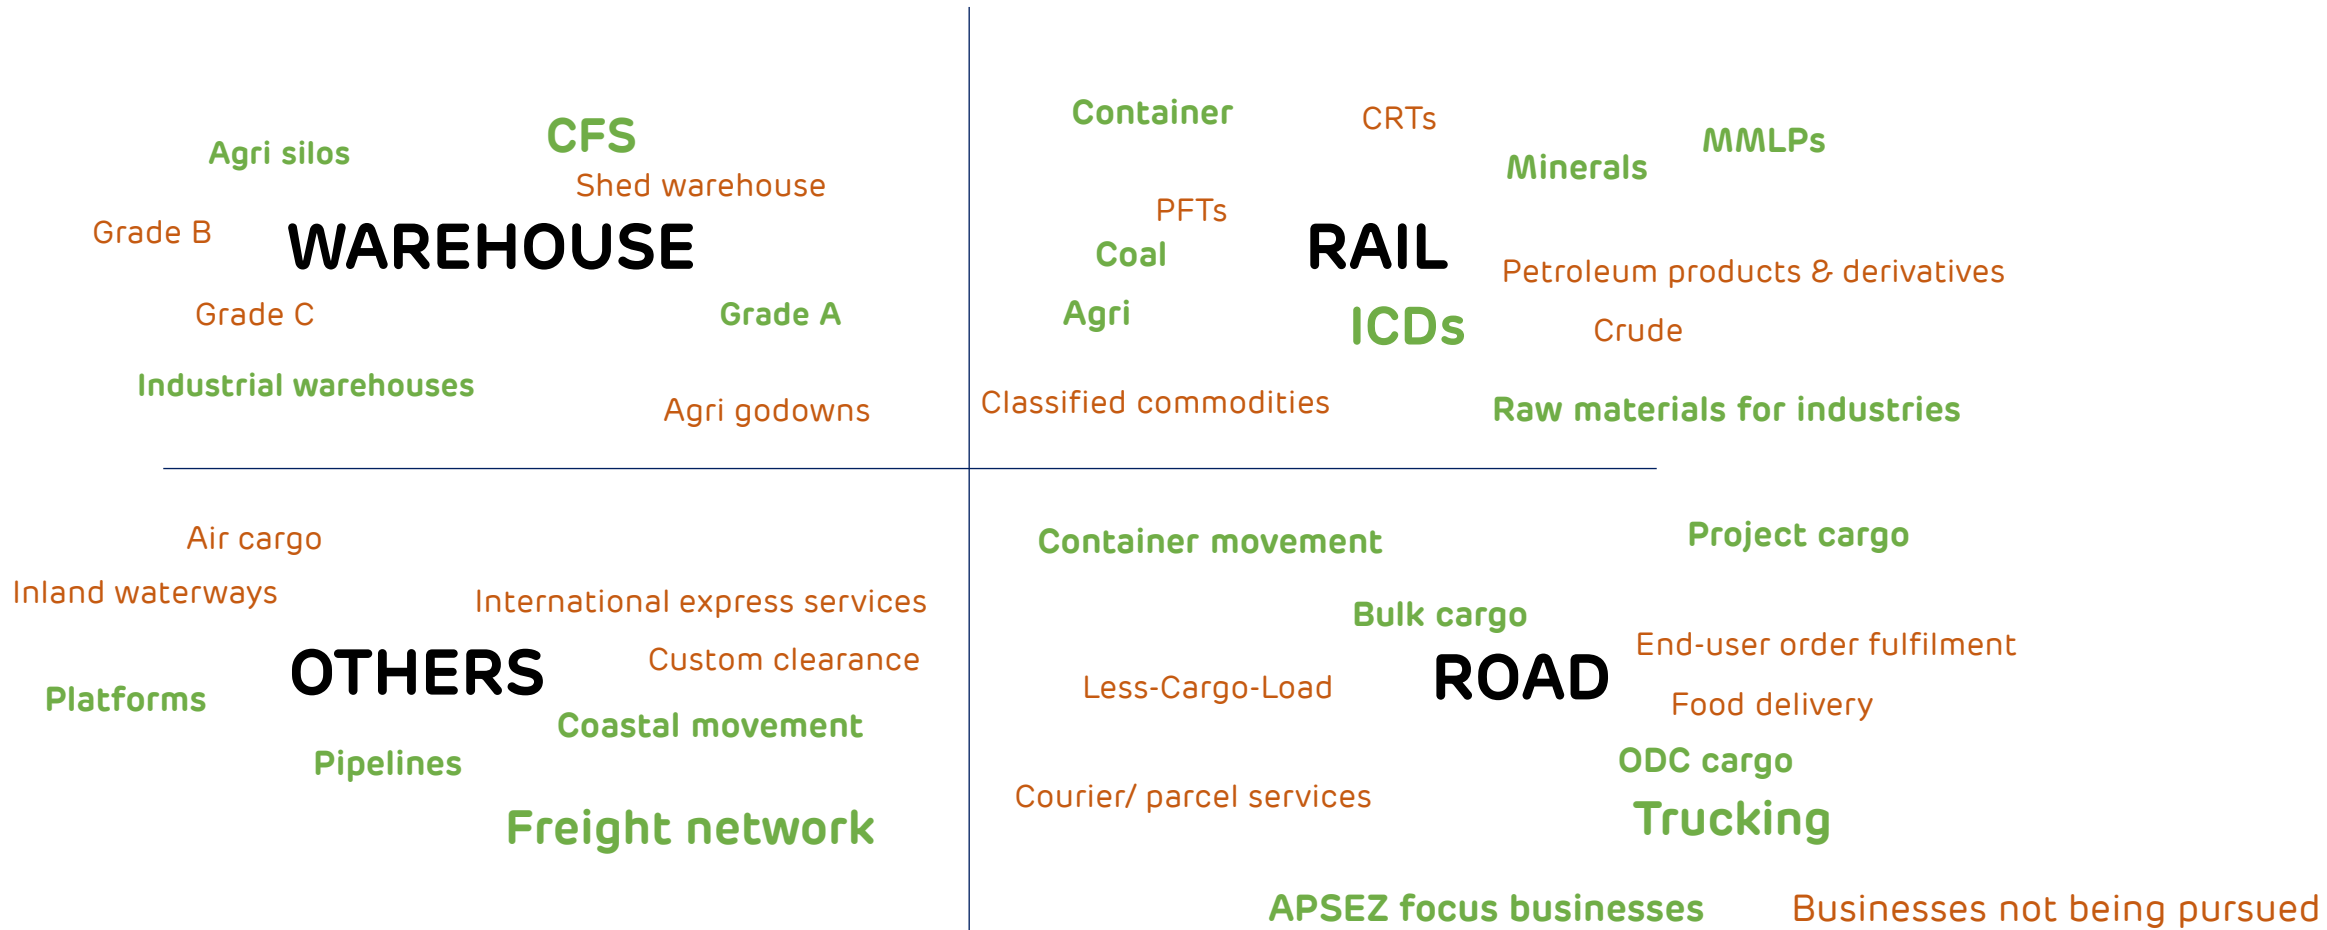 CFS
Agri silos
Shed warehouse
Grade B
WAREHOUSE
Grade C
Grade A
Industrial warehouses
Agri godowns
Container
CRTs
MMLPs
Minerals
PFTs
Coal
RAIL
Petroleum products & derivatives
Agri
ICDs
Crude
Classified commodities
Raw materials for industries
Air cargo
Inland waterways
International express services
OTHERS
Custom clearance
Platforms
Coastal movement
Pipelines
Freight network
Container movement
Project cargo
Bulk cargo
End-user order fulfilment
Less-Cargo-Load
ROAD
Food delivery
ODC cargo
Courier/ parcel services
Trucking
APSEZ focus businesses
Businesses not being pursued